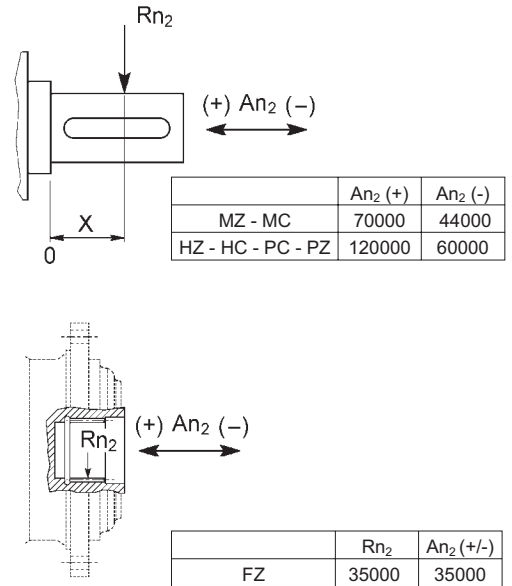 Rn₂
(+) An₂ (−)
X
0
An₂ (+) An₂ (-)
MZ - MC 70000 44000
HZ - HC - PC - PZ 120000 60000
Rn₂
(+) An₂ (−)
Rn₂ An₂ (+/-)
FZ 35000 35000